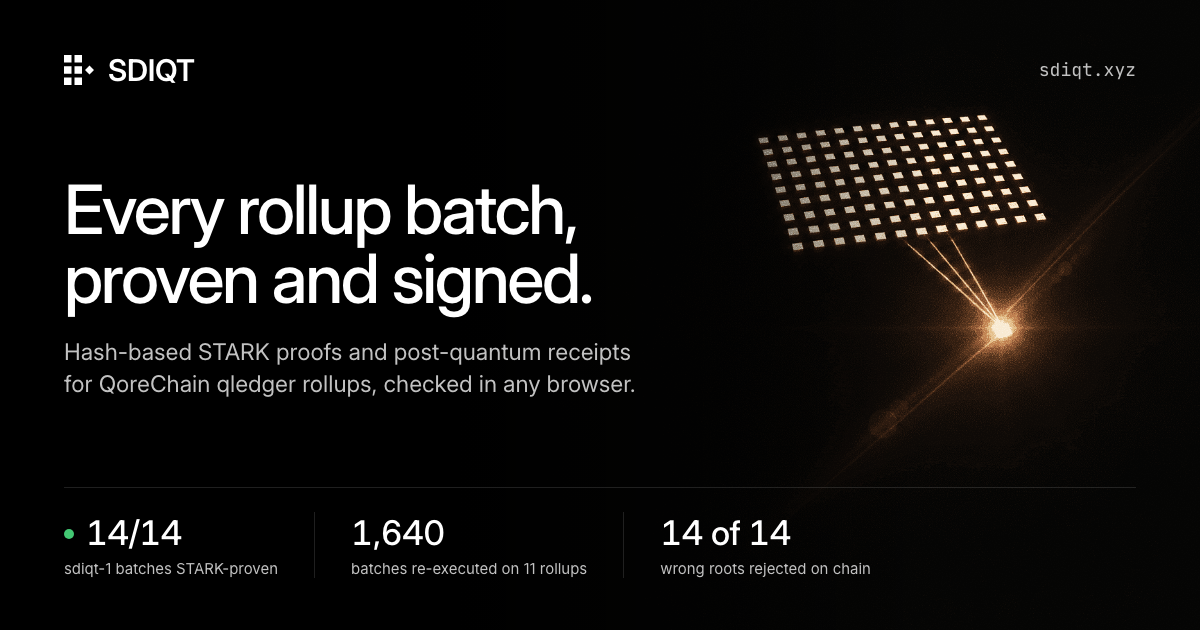 SDIQT
sdiqt.xyz
Every rollup batch,
proven and signed.
Hash-based STARK proofs and post-quantum receipts
for QoreChain qledger rollups, checked in any browser.
14/14
sdiqt-1 batches STARK-proven
1,640
batches re-executed on 11 rollups
14 of 14
wrong roots rejected on chain